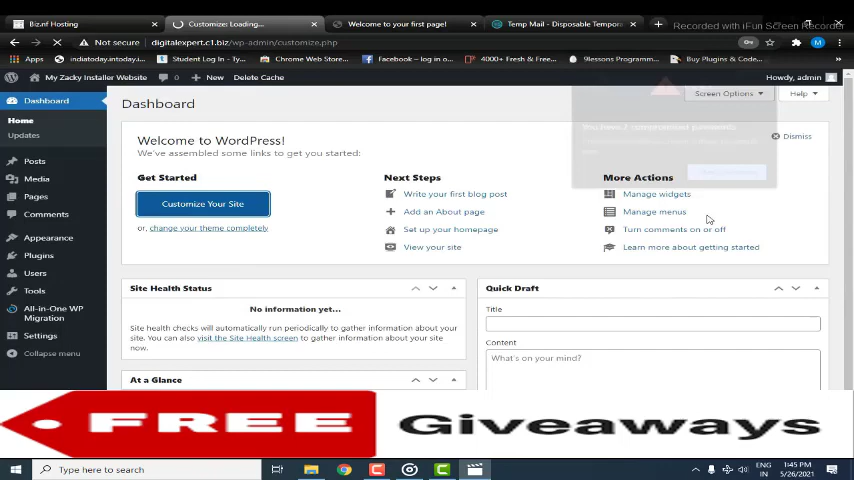 Biz.nf Hosting
Customize: Loading...
Welcome to your first page!
Temp Mail - Disposable Tempora
Recorded with iFun Screen Recorder
Not secure
digitalexpert.c1.biz/wp-admin/customize.php
indiatoday.intoday.i...
Student Log In - Ty...
Chrome Web Store...
Facebook – log in o...
4000+ Fresh & Free...
9lessons Programm...
Buy Plugins & Code...
My Zacky Installer Website
0
New
Delete Cache
Howdy, admin
Dashboard
Home
Updates
Posts
Media
Pages
Comments
Appearance
Plugins
Users
Tools
All-in-One WP
Migration
Settings
Collapse menu
Dashboard
Screen Options
Help
Welcome to WordPress!
We've assembled some links to get you started:
Dismiss
Get Started
Customize Your Site
or, change your theme completely
Next Steps
Write your first blog post
Add an About page
Set up your homepage
View your site
More Actions
Manage widgets
Manage menus
Turn comments on or off
Learn more about getting started
Site Health Status
No information yet...
Site health checks will automatically run periodically to gather information about your
site. You can also visit the Site Health screen to gather information about your site
now.
At a Glance
Quick Draft
Title
Content
What's on your mind?
FREE Giveaways
Type here to search
ENG
IN
1:45 PM
5/26/2021